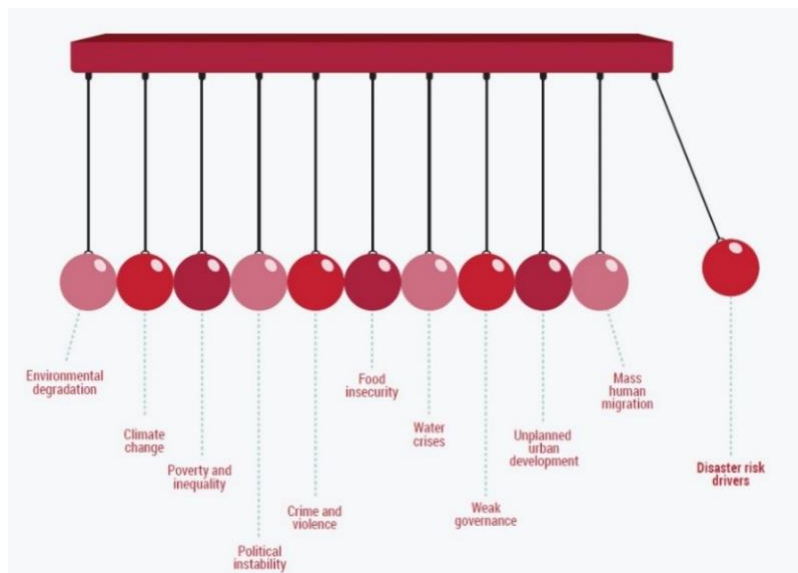 Environmental
degradation
Climate
change
Poverty and
inequality
Political
instability
Crime and
violence
Food
insecurity
Water
crises
Weak
governance
Unplanned
urban
development
Mass
human
migration
Disaster risk
drivers